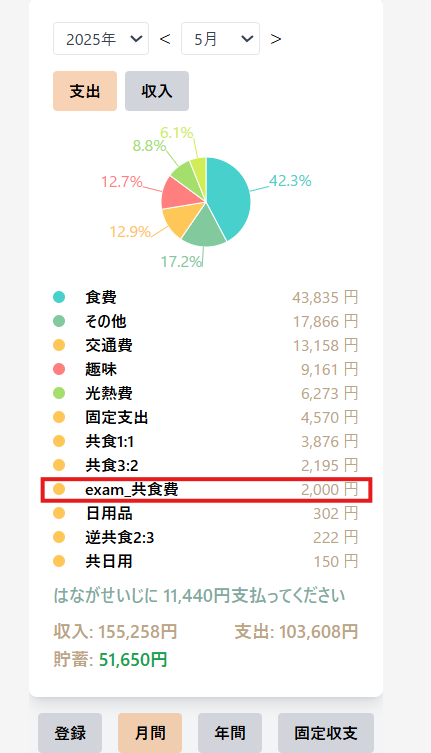 2025年 < 5月 >
支出 収入
6.1%
8.8%
12.7%
42.3%
12.9%
17.2%
食費 43,835 円
その他 17,866 円
交通費 13,158 円
趣味 9,161 円
光熱費 6,273 円
固定支出 4,570 円
共食1:1 3,876 円
共食3:2 2,195 円
exam_共食費 2,000 円
日用品 302 円
逆共食2:3 222 円
共日用 150 円
はながせいじに 11,440円支払ってください
収入: 155,258円 支出: 103,608円
貯蓄: 51,650円
登録 月間 年間 固定収支